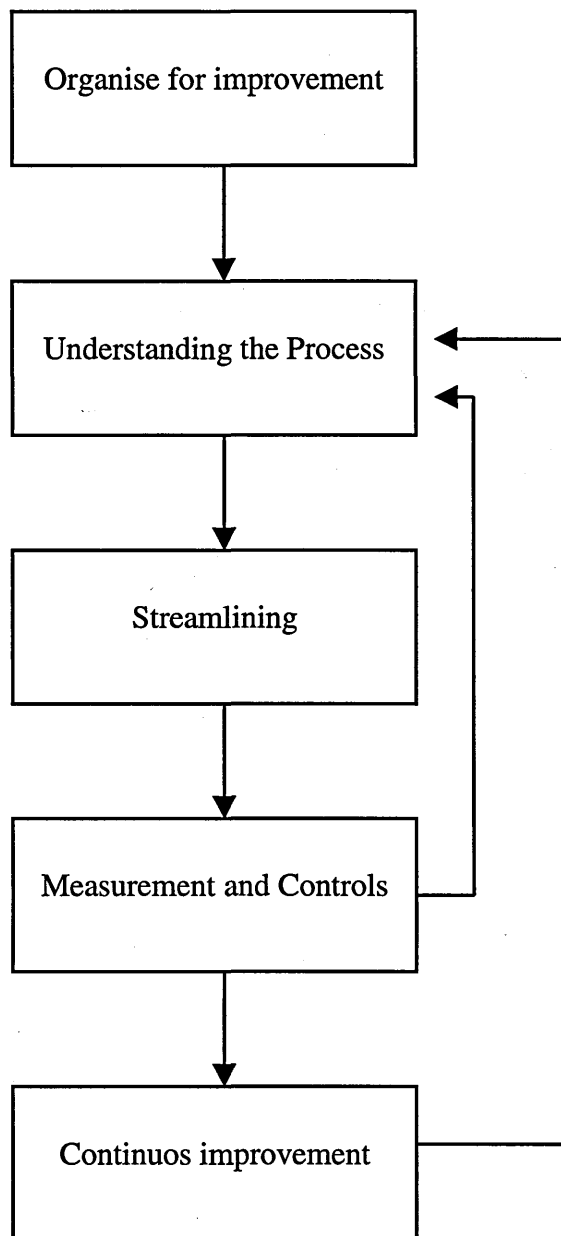 Organise for improvement
Understanding the Process
Streamlining
Measurement and Controls
Continuos improvement